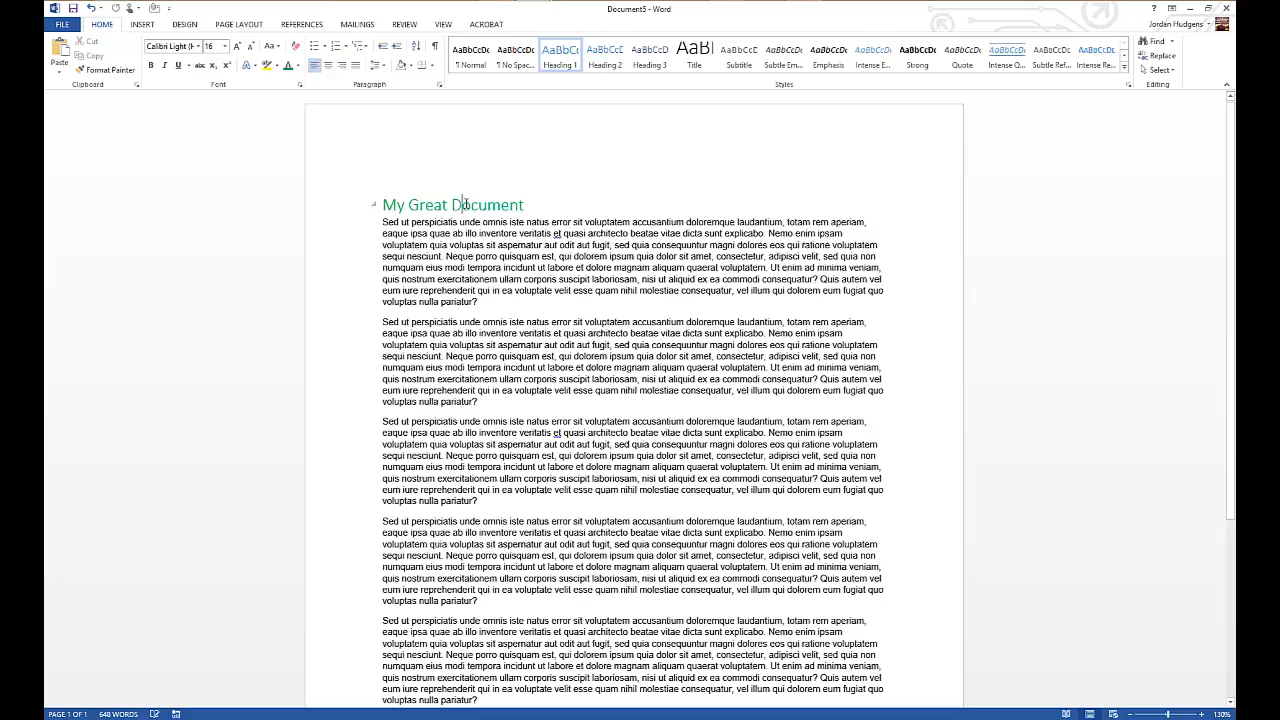 Document5 - Word
FILE HOME INSERT DESIGN PAGE LAYOUT REFERENCES MAILINGS REVIEW VIEW ACROBAT
Jordan Hudgens
Paste
Cut
Copy
Format Painter
Clipboard
Calibri Light (H 16
Font
Paragraph
AaBbCcDc AaBbCcDc AaBbCc AaBbCcE AaBbCcD AaBl AaBbCcC AaBbCcDc AaBbCcDc AaBbCcDc AaBbCcDc AaBbCcDc AaBbCcDc AaBbCcDc AaBbCcDc
¶ Normal ¶ No Spac... Heading 1 Heading 2 Heading 3 Title Subtitle Subtle Em... Emphasis Intense E... Strong Quote Intense Q... Subtle Ref... Intense Re...
Styles
Find
Replace
Select
Editing
My Great Document
Sed ut perspiciatis unde omnis iste natus error sit voluptatem accusantium doloremque laudantium, totam rem aperiam,
eaque ipsa quae ab illo inventore veritatis et quasi architecto beatae vitae dicta sunt explicabo. Nemo enim ipsam
voluptatem quia voluptas sit aspernatur aut odit aut fugit, sed quia consequuntur magni dolores eos qui ratione voluptatem
sequi nesciunt. Neque porro quisquam est, qui dolorem ipsum quia dolor sit amet, consectetur, adipisci velit, sed quia non
numquam eius modi tempora incidunt ut labore et dolore magnam aliquam quaerat voluptatem. Ut enim ad minima veniam,
quis nostrum exercitationem ullam corporis suscipit laboriosam, nisi ut aliquid ex ea commodi consequatur? Quis autem vel
eum iure reprehenderit qui in ea voluptate velit esse quam nihil molestiae consequatur, vel illum qui dolorem eum fugiat quo
voluptas nulla pariatur?
Sed ut perspiciatis unde omnis iste natus error sit voluptatem accusantium doloremque laudantium, totam rem aperiam,
eaque ipsa quae ab illo inventore veritatis et quasi architecto beatae vitae dicta sunt explicabo. Nemo enim ipsam
voluptatem quia voluptas sit aspernatur aut odit aut fugit, sed quia consequuntur magni dolores eos qui ratione voluptatem
sequi nesciunt. Neque porro quisquam est, qui dolorem ipsum quia dolor sit amet, consectetur, adipisci velit, sed quia non
numquam eius modi tempora incidunt ut labore et dolore magnam aliquam quaerat voluptatem. Ut enim ad minima veniam,
quis nostrum exercitationem ullam corporis suscipit laboriosam, nisi ut aliquid ex ea commodi consequatur? Quis autem vel
eum iure reprehenderit qui in ea voluptate velit esse quam nihil molestiae consequatur, vel illum qui dolorem eum fugiat quo
voluptas nulla pariatur?
Sed ut perspiciatis unde omnis iste natus error sit voluptatem accusantium doloremque laudantium, totam rem aperiam,
eaque ipsa quae ab illo inventore veritatis et quasi architecto beatae vitae dicta sunt explicabo. Nemo enim ipsam
voluptatem quia voluptas sit aspernatur aut odit aut fugit, sed quia consequuntur magni dolores eos qui ratione voluptatem
sequi nesciunt. Neque porro quisquam est, qui dolorem ipsum quia dolor sit amet, consectetur, adipisci velit, sed quia non
numquam eius modi tempora incidunt ut labore et dolore magnam aliquam quaerat voluptatem. Ut enim ad minima veniam,
quis nostrum exercitationem ullam corporis suscipit laboriosam, nisi ut aliquid ex ea commodi consequatur? Quis autem vel
eum iure reprehenderit qui in ea voluptate velit esse quam nihil molestiae consequatur, vel illum qui dolorem eum fugiat quo
voluptas nulla pariatur?
Sed ut perspiciatis unde omnis iste natus error sit voluptatem accusantium doloremque laudantium, totam rem aperiam,
eaque ipsa quae ab illo inventore veritatis et quasi architecto beatae vitae dicta sunt explicabo. Nemo enim ipsam
voluptatem quia voluptas sit aspernatur aut odit aut fugit, sed quia consequuntur magni dolores eos qui ratione voluptatem
sequi nesciunt. Neque porro quisquam est, qui dolorem ipsum quia dolor sit amet, consectetur, adipisci velit, sed quia non
numquam eius modi tempora incidunt ut labore et dolore magnam aliquam quaerat voluptatem. Ut enim ad minima veniam,
quis nostrum exercitationem ullam corporis suscipit laboriosam, nisi ut aliquid ex ea commodi consequatur? Quis autem vel
eum iure reprehenderit qui in ea voluptate velit esse quam nihil molestiae consequatur, vel illum qui dolorem eum fugiat quo
voluptas nulla pariatur?
Sed ut perspiciatis unde omnis iste natus error sit voluptatem accusantium doloremque laudantium, totam rem aperiam,
eaque ipsa quae ab illo inventore veritatis et quasi architecto beatae vitae dicta sunt explicabo. Nemo enim ipsam
voluptatem quia voluptas sit aspernatur aut odit aut fugit, sed quia consequuntur magni dolores eos qui ratione voluptatem
sequi nesciunt. Neque porro quisquam est, qui dolorem ipsum quia dolor sit amet, consectetur, adipisci velit, sed quia non
numquam eius modi tempora incidunt ut labore et dolore magnam aliquam quaerat voluptatem. Ut enim ad minima veniam,
quis nostrum exercitationem ullam corporis suscipit laboriosam, nisi ut aliquid ex ea commodi consequatur? Quis autem vel
eum iure reprehenderit qui in ea voluptate velit esse quam nihil molestiae consequatur, vel illum qui dolorem eum fugiat quo
voluptas nulla pariatur?
PAGE 1 OF 1 648 WORDS 130%